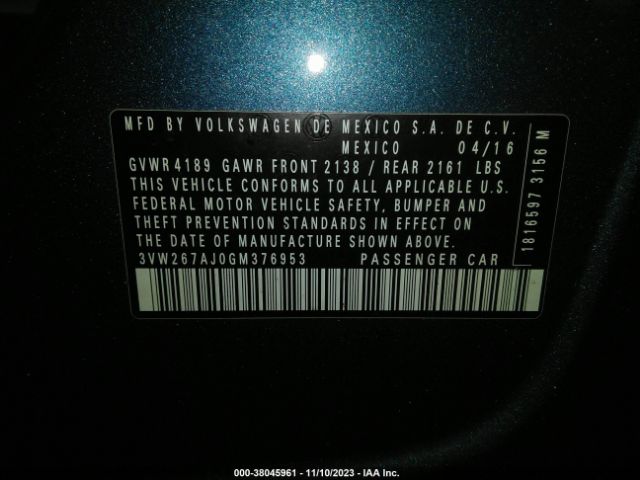 MFD BY VOLKSWAGEN DE MEXICO S.A. DE C.V.
MEXICO 04/16
GVWR 4189 GAWR FRONT 2138 / REAR 2161 LBS
THIS VEHICLE CONFORMS TO ALL APPLICABLE U.S.
FEDERAL MOTOR VEHICLE SAFETY, BUMPER AND
THEFT PREVENTION STANDARDS IN EFFECT ON
THE DATE OF MANUFACTURE SHOWN ABOVE.
3VW267AJ0GM376953 PASSENGER CAR
18165973156 M
000-38045961 - 11/10/2023 - IAA Inc.